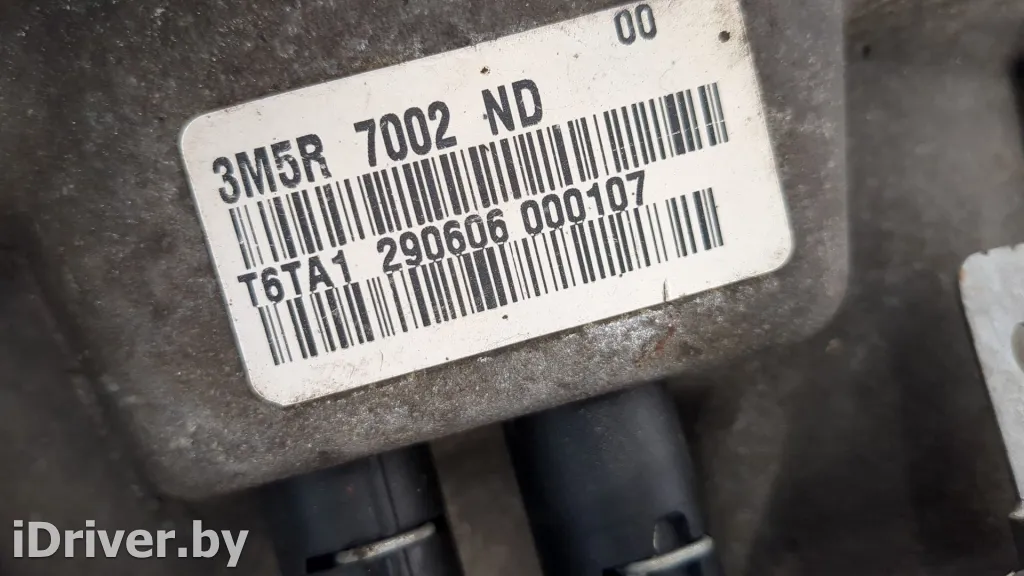 00
3M5R 7002 ND
T6TA1 290606 000107
iDriver.by